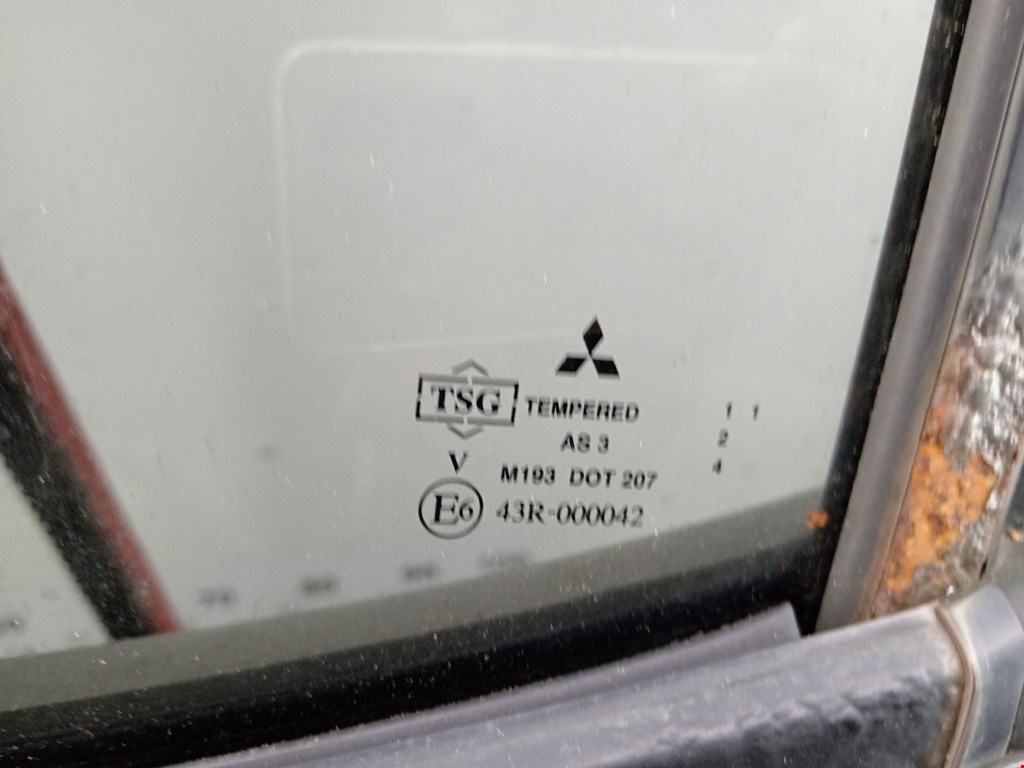 TSG TEMPERED 1 1
AS 3 2
V M193 DOT 207 4
E6 43R-000042